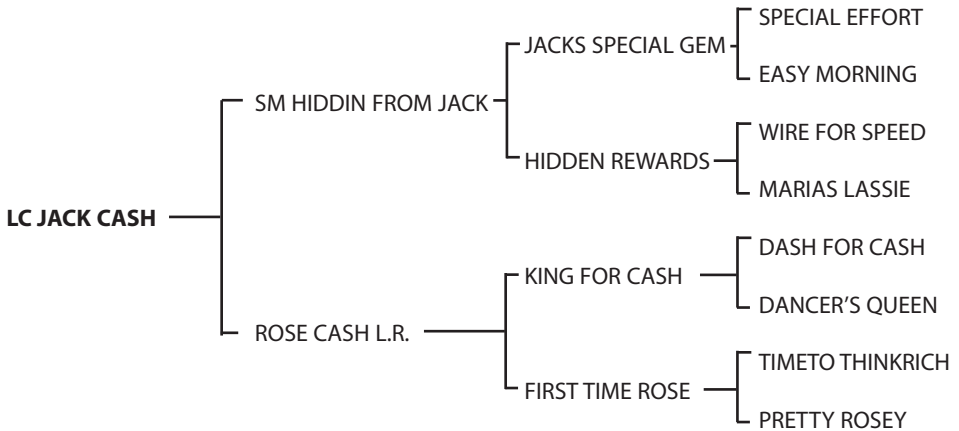 SPECIAL EFFORT
JACKS SPECIAL GEM
EASY MORNING
SM HIDDIN FROM JACK
WIRE FOR SPEED
HIDDEN REWARDS
MARIAS LASSIE
LC JACK CASH
DASH FOR CASH
KING FOR CASH
DANCER'S QUEEN
ROSE CASH L.R.
TIMETO THINKRICH
FIRST TIME ROSE
PRETTY ROSEY